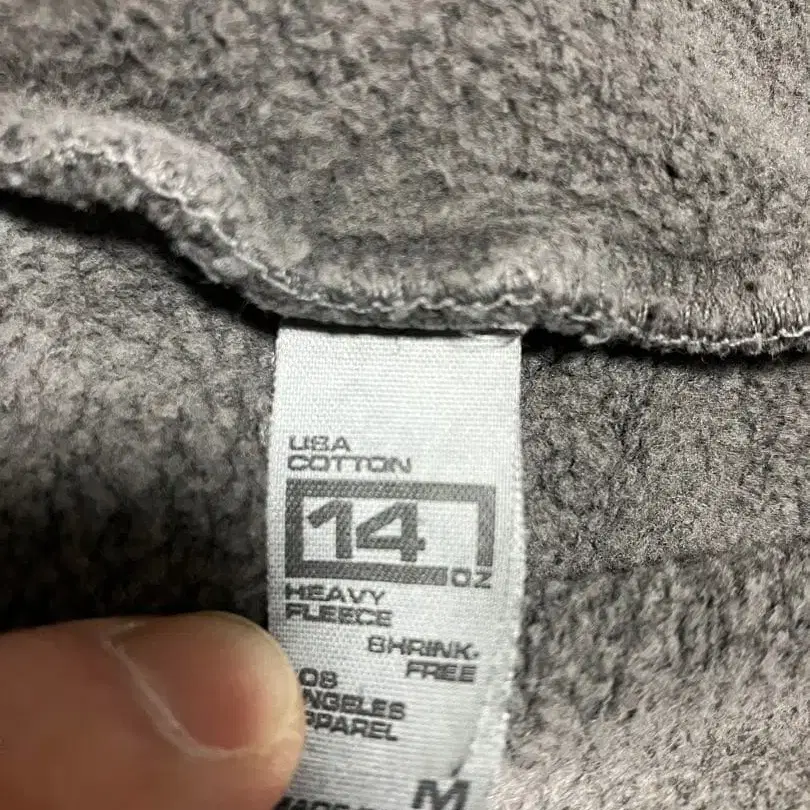 USA
COTTON
14
OZ
HEAVY
FLEECE
SHRINK-
FREE
OS
NGELES
PPAREL
M